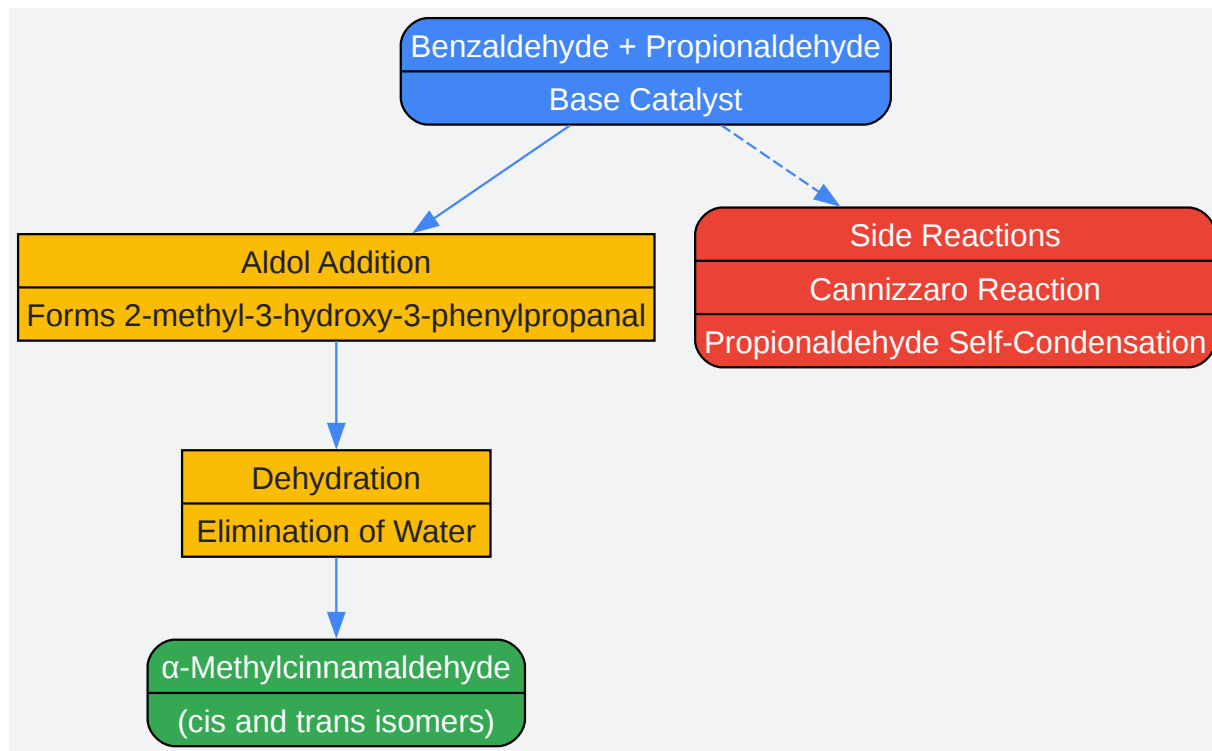 Benzaldehyde + Propionaldehyde
Base Catalyst
Aldol Addition
Forms 2-methyl-3-hydroxy-3-phenylpropanal
Side Reactions
Cannizzaro Reaction
Propionaldehyde Self-Condensation
Dehydration
Elimination of Water
α-Methylcinnamaldehyde
(cis and trans isomers)